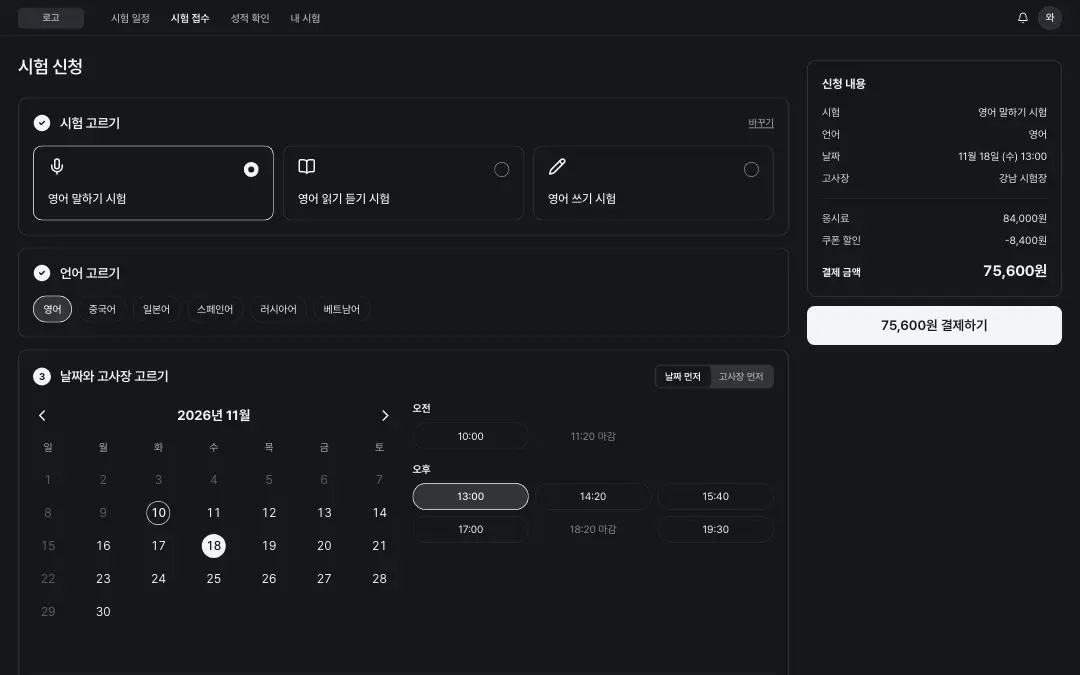 로고 시험 일정 시험 접수 성적 확인 내 시험 와
시험 신청
시험 고르기 바꾸기
영어 말하기 시험 영어 읽기 듣기 시험 영어 쓰기 시험
언어 고르기
영어 중국어 일본어 스페인어 러시아어 베트남어
3 날짜와 고사장 고르기 날짜 먼저 고사장 먼저
2026년 11월
일 월 화 수 목 금 토
1 2 3 4 5 6 7
8 9 10 11 12 13 14
15 16 17 18 19 20 21
22 23 24 25 26 27 28
29 30
오전
10:00 11:20 마감
오후
13:00 14:20 15:40
17:00 18:20 마감 19:30
신청 내용
시험 영어 말하기 시험
언어 영어
날짜 11월 18일 (수) 13:00
고사장 강남 시험장
응시료 84,000원
쿠폰 할인 -8,400원
결제 금액 75,600원
75,600원 결제하기